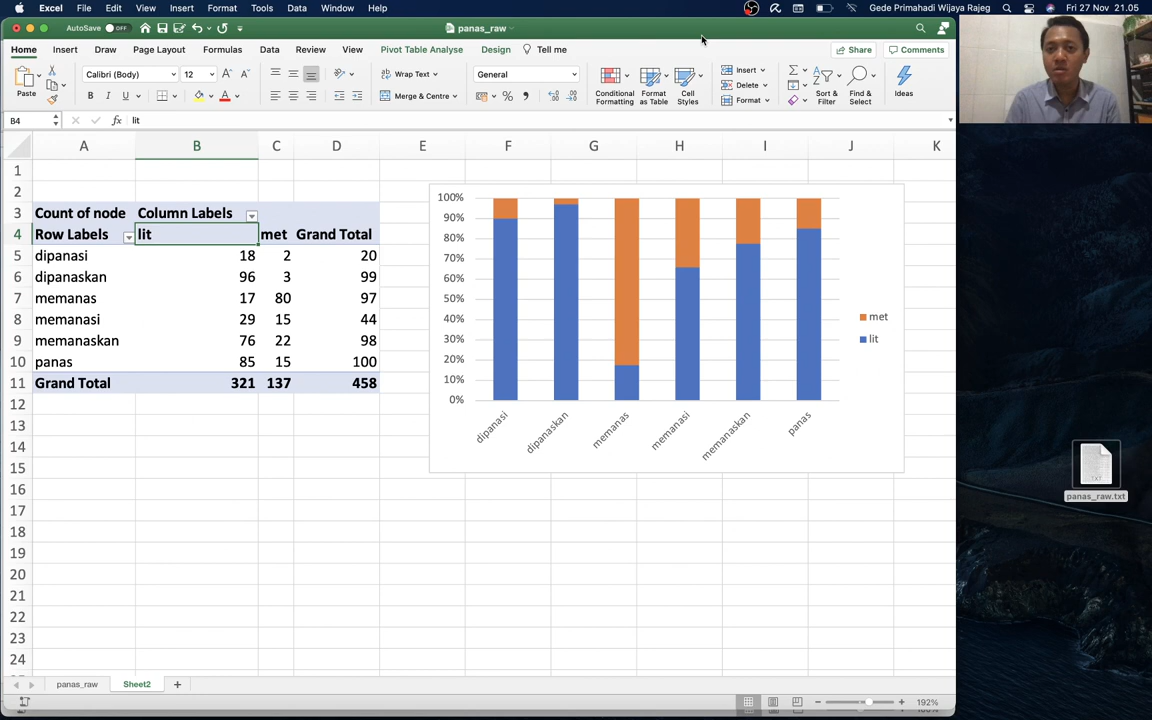 Excel File Edit View Insert Format Tools Data Window Help Gede Primahadi Wijaya Rajeg Fri 27 Nov 21.05
AutoSave OFF panas_raw
Home Insert Draw Page Layout Formulas Data Review View Pivot Table Analyse Design Tell me Share Comments
Paste Calibri (Body) 12 Wrap Text General Insert
B I U Merge & Centre Conditional Formatting Format as Table Cell Styles Delete Format Sort & Filter Find & Select Ideas
B4 fx lit
A B C D E F G H I J K
1
2
3 Count of node Column Labels
4 Row Labels lit met Grand Total
5 dipanasi 18 2 20
6 dipanaskan 96 3 99
7 memanas 17 80 97
8 memanasi 29 15 44
9 memanaskan 76 22 98
10 panas 85 15 100
11 Grand Total 321 137 458
12
13
14
15
16
17
18
19
20
21
22
23
24
100%
90%
80%
70%
60%
50%
40%
30%
20%
10%
0%
dipanasi dipanaskan memanas memanasi memanaskan panas
met
lit
TXT
panas_raw.txt
panas_raw Sheet2
192%